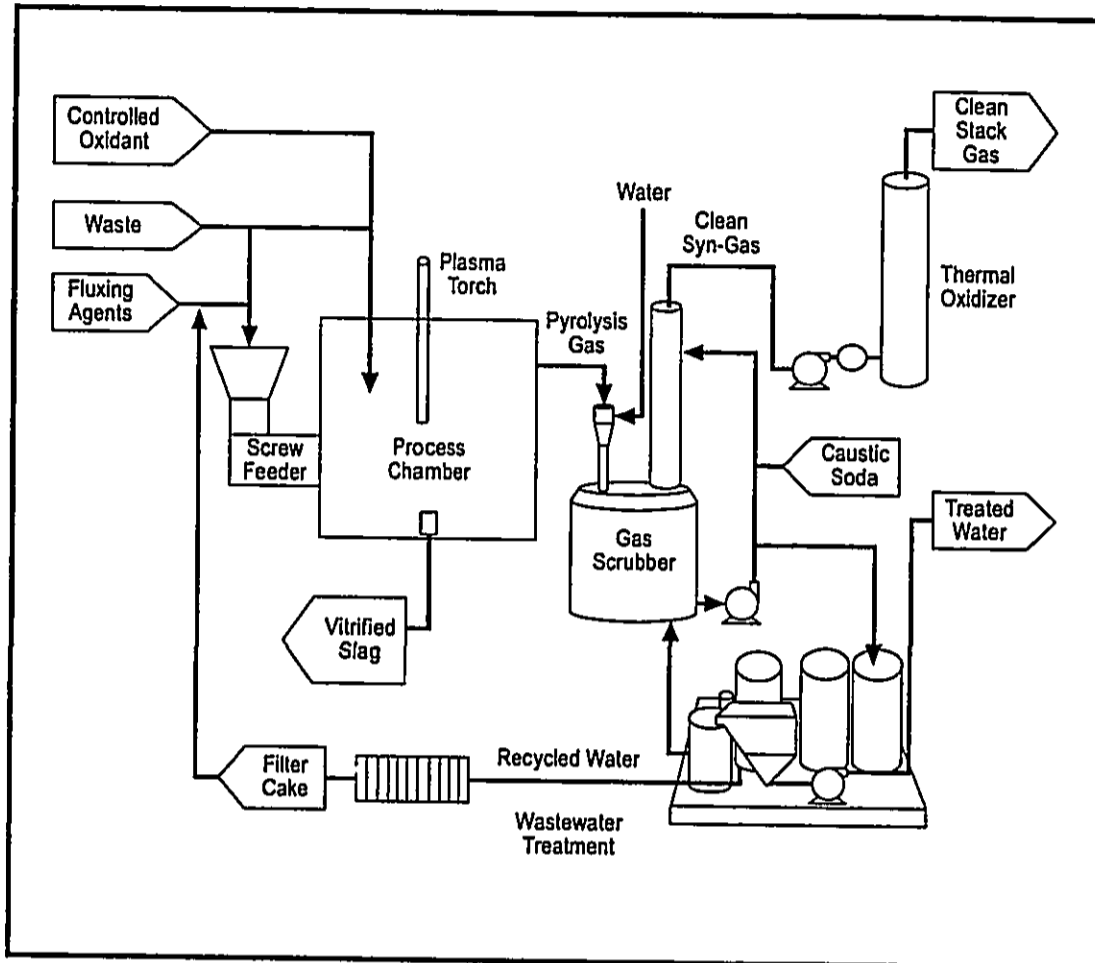 Controlled
Oxidant
Waste
Fluxing
Agents
Plasma
Torch
Water
Clean
Syn-Gas
Clean
Stack
Gas
Thermal
Oxidizer
Pyrolysis
Gas
Screw
Feeder
Process
Chamber
Gas
Scrubber
Caustic
Soda
Treated
Water
Vitrified
Slag
Filter
Cake
Recycled Water
Wastewater
Treatment